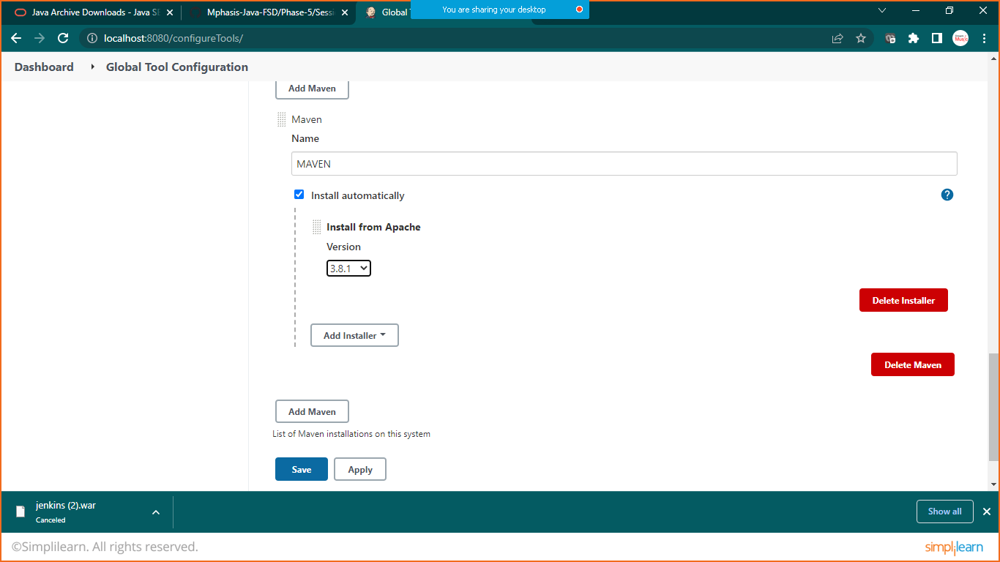 Java Archive Downloads - Java SE
Mphasis-Java-FSD/Phase-5/Sessi
Global T
You are sharing your desktop
localhost:8080/configureTools/
Dashboard
Global Tool Configuration
Add Maven
Maven
Name
MAVEN
Install automatically
?
Install from Apache
Version
3.8.1
Delete Installer
Add Installer
Delete Maven
Add Maven
List of Maven installations on this system
Save
Apply
jenkins (2).war
Canceled
Show all
©Simplilearn. All rights reserved.
simplilearn